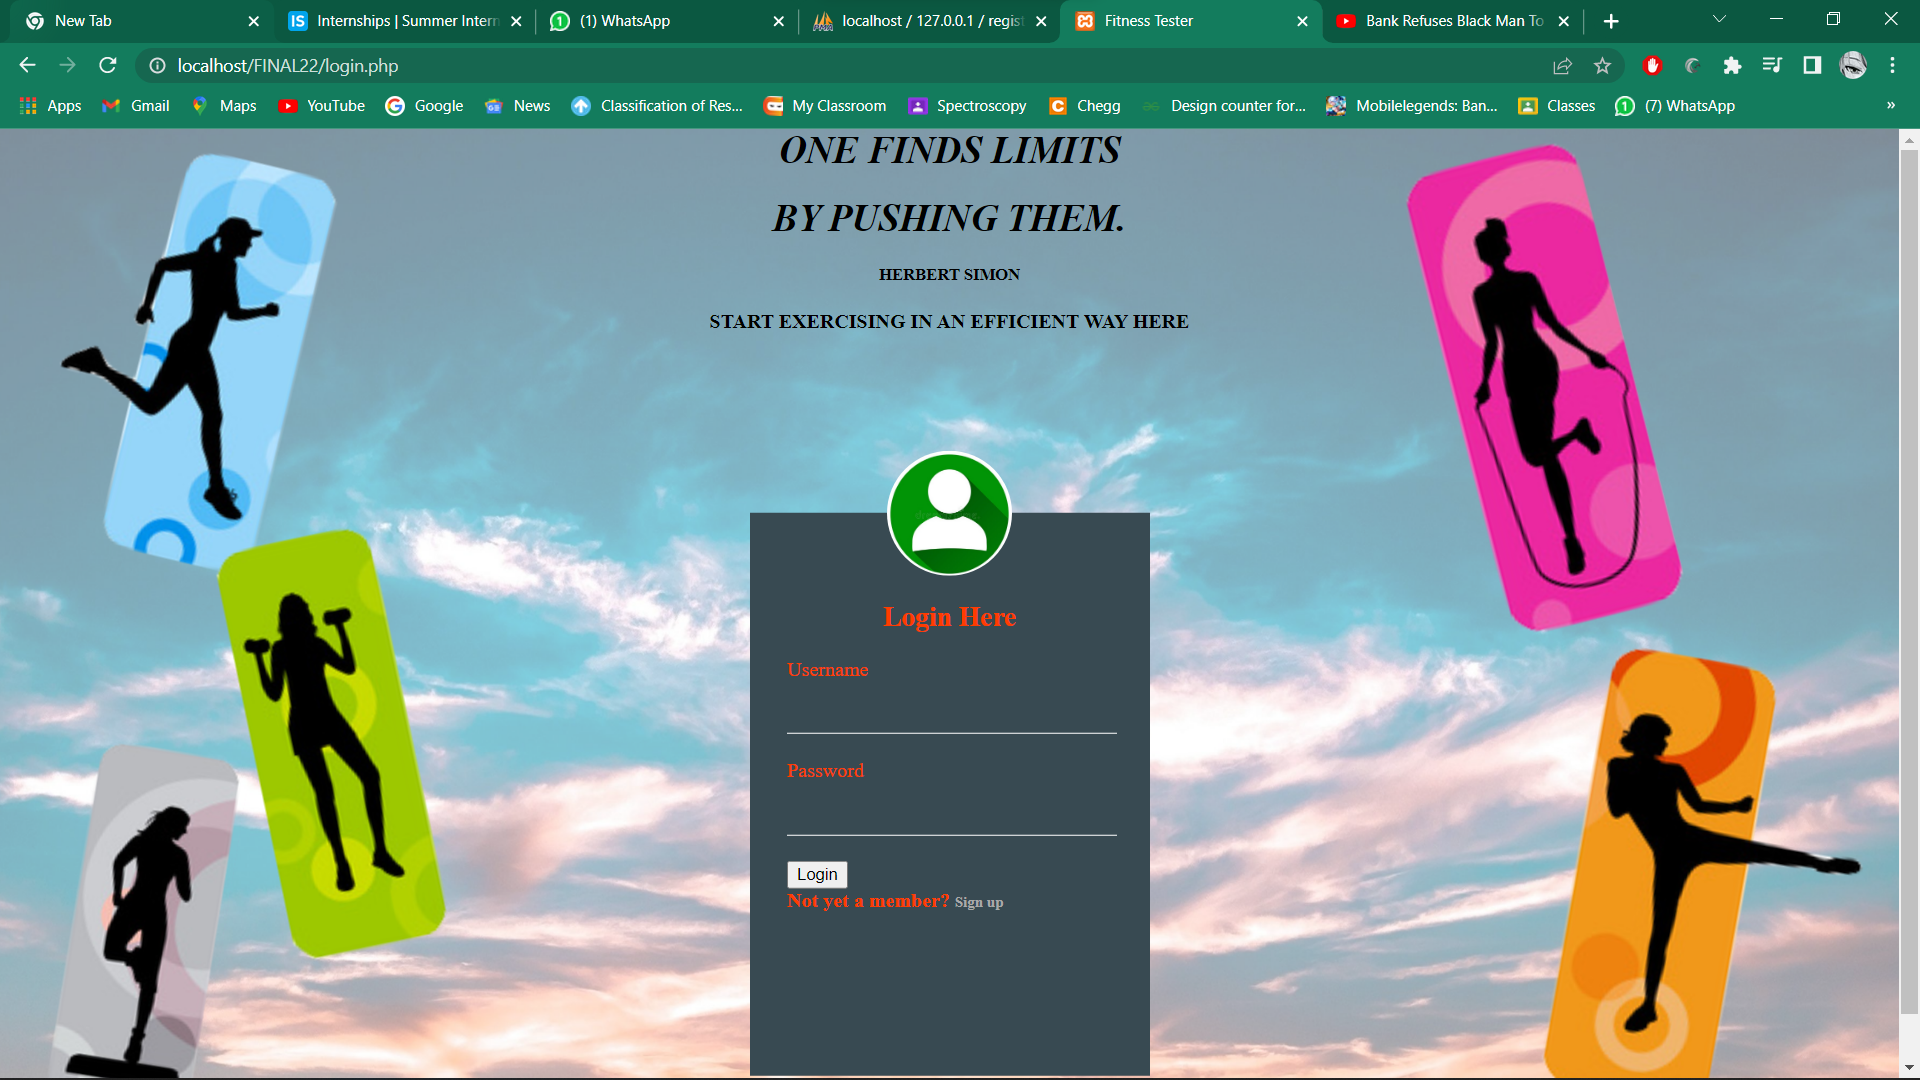 New Tab
Internships | Summer Intern
(1) WhatsApp
localhost / 127.0.0.1 / regist
Fitness Tester
Bank Refuses Black Man To
localhost/FINAL22/login.php
Apps
Gmail
Maps
YouTube
Google
News
Classification of Res...
My Classroom
Spectroscopy
Chegg
Design counter for...
Mobilelegends: Ban...
Classes
(7) WhatsApp
»
ONE FINDS LIMITS
BY PUSHING THEM.
HERBERT SIMON
START EXERCISING IN AN EFFICIENT WAY HERE
Login Here
Username
Password
Login
Not yet a member? Sign up